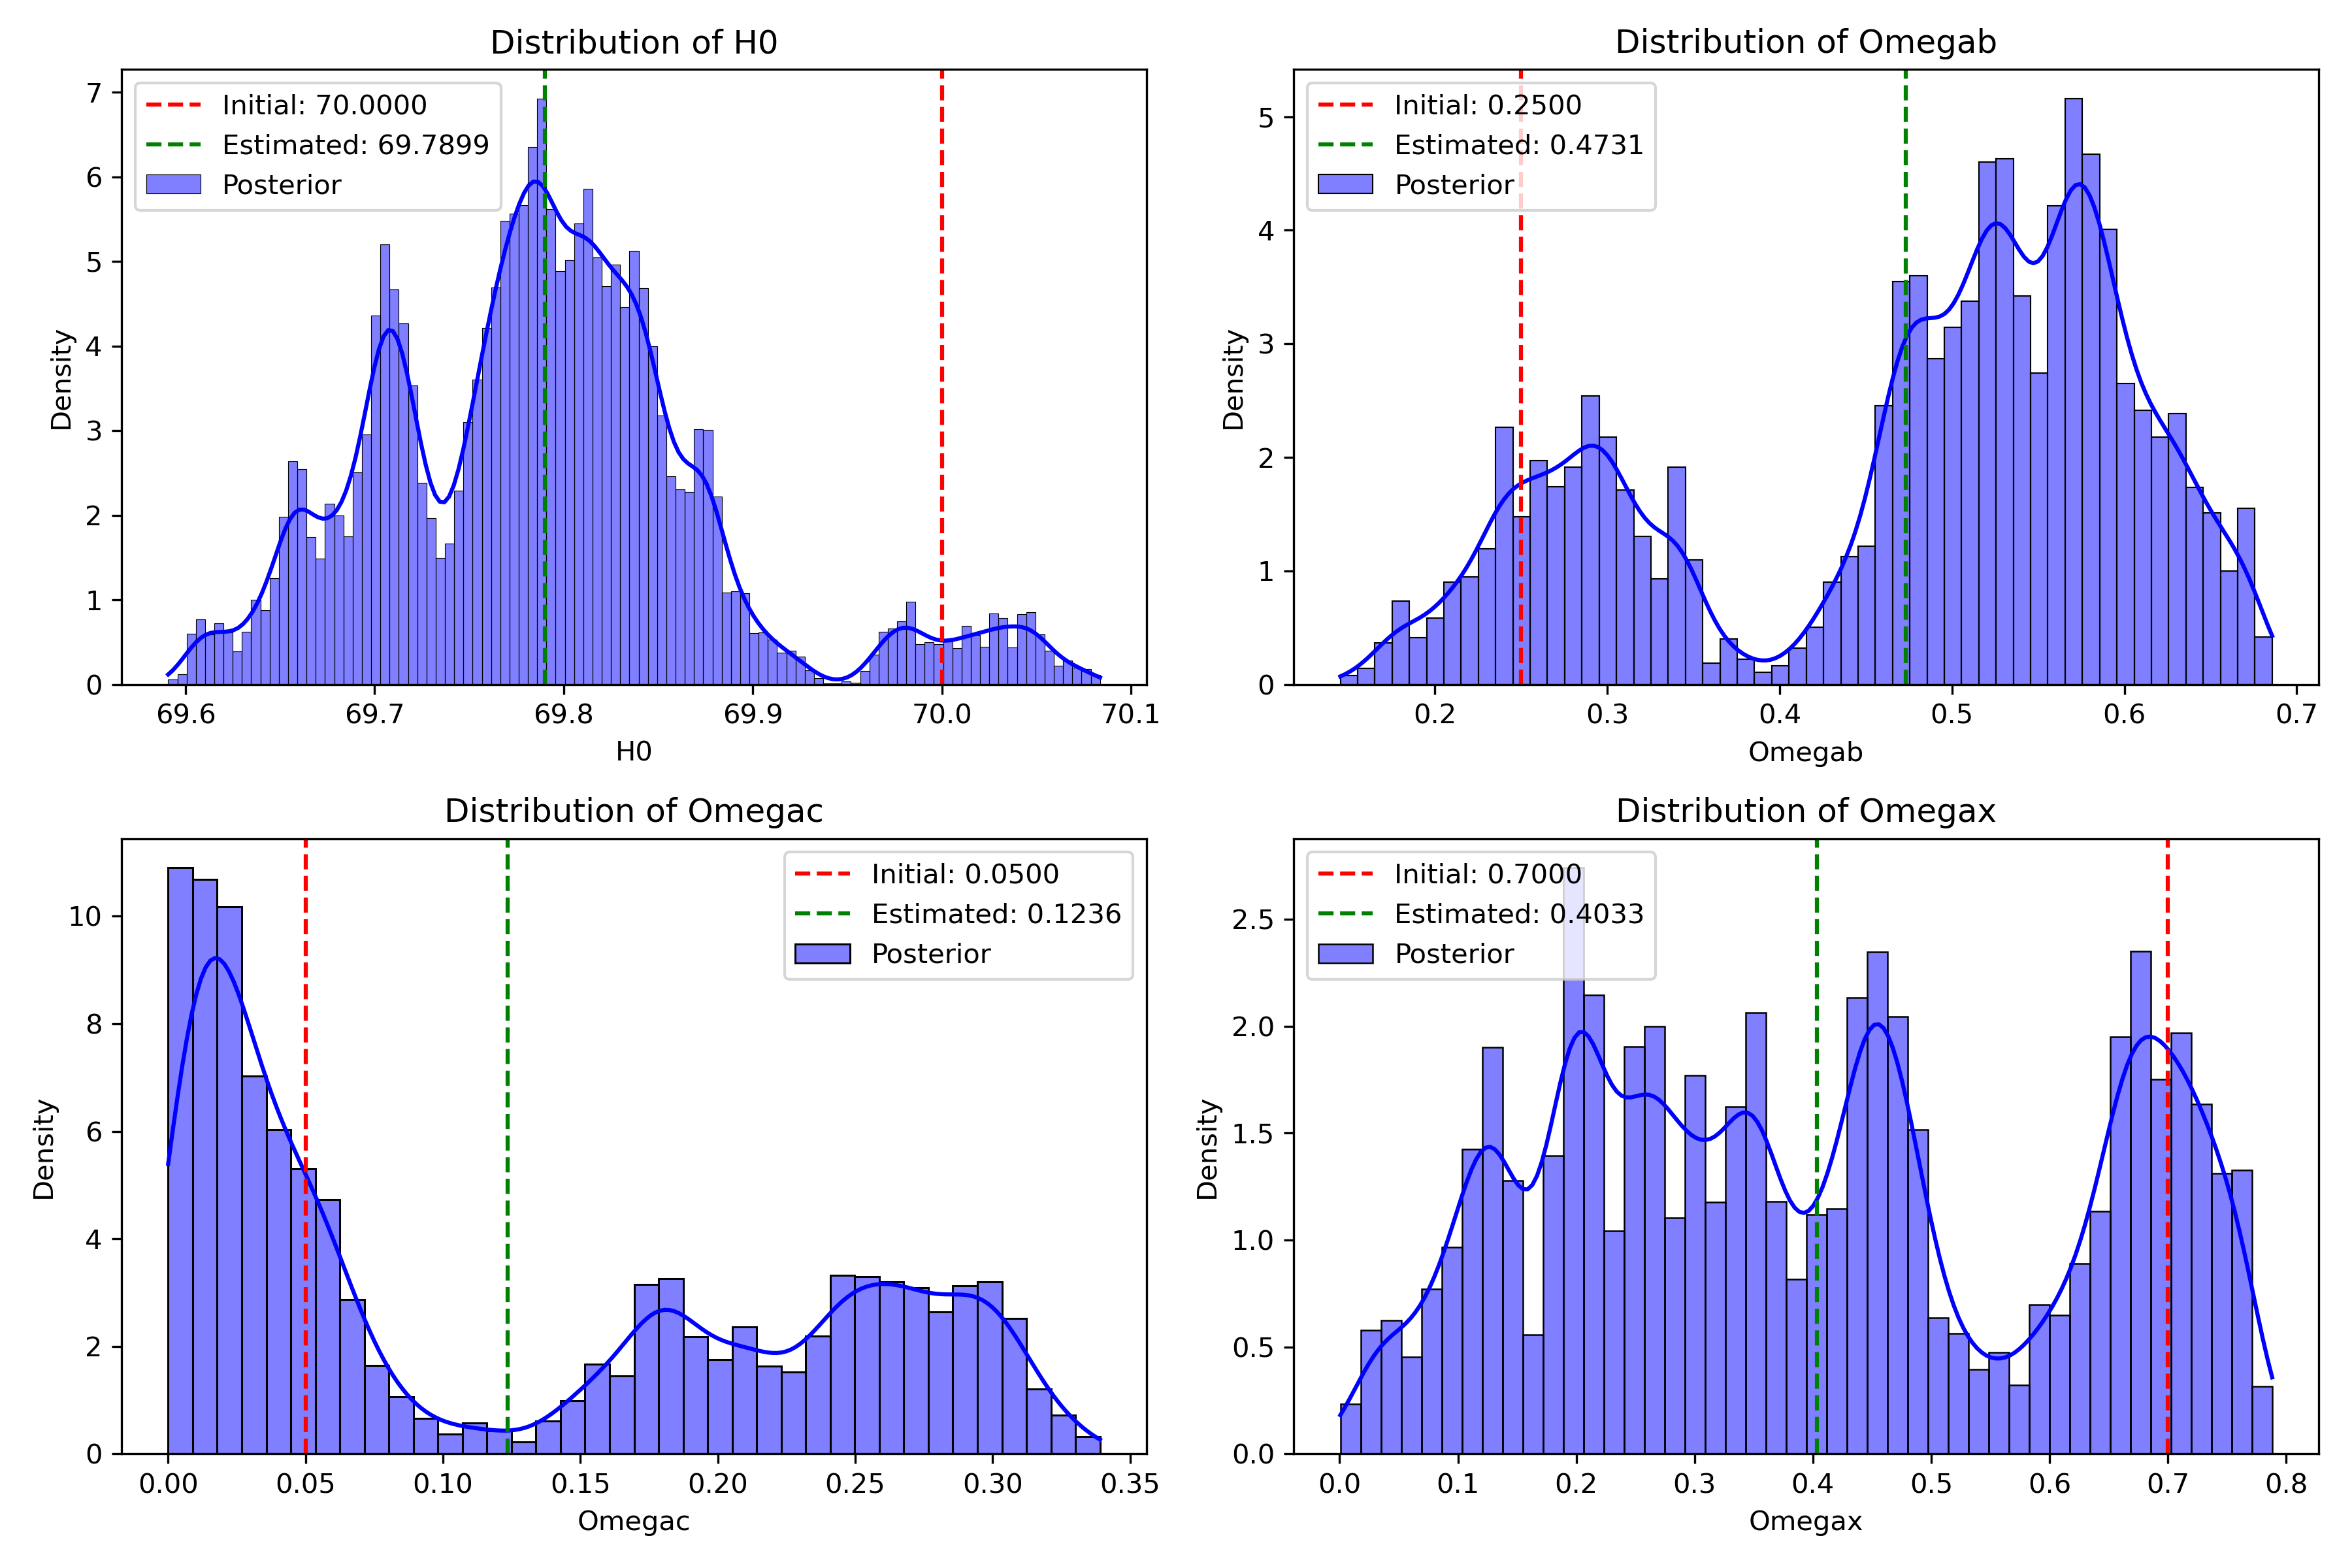 Distribution of H0
Initial: 70.0000
Estimated: 69.7899
Posterior
Density
7
6
5
4
3
2
1
0
69.6 69.7 69.8 69.9 70.0 70.1
H0
Distribution of Omegab
Initial: 0.2500
Estimated: 0.4731
Posterior
Density
5
4
3
2
1
0
0.2 0.3 0.4 0.5 0.6 0.7
Omegab
Distribution of Omegac
Initial: 0.0500
Estimated: 0.1236
Posterior
Density
10
8
6
4
2
0
0.00 0.05 0.10 0.15 0.20 0.25 0.30 0.35
Omegac
Distribution of Omegax
Initial: 0.7000
Estimated: 0.4033
Posterior
Density
2.5
2.0
1.5
1.0
0.5
0.0
0.0 0.1 0.2 0.3 0.4 0.5 0.6 0.7 0.8
Omegax